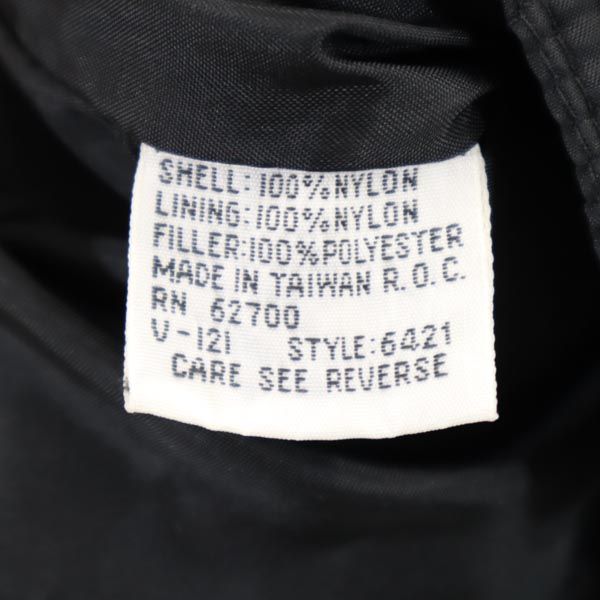 SHELL:100%NYLON
LINING:100%NYLON
FILLER:100%POLYESTER
MADE IN TAIWAN R.O.C.
RN 62700
V-121 STYLE:6421
CARE SEE REVERSE